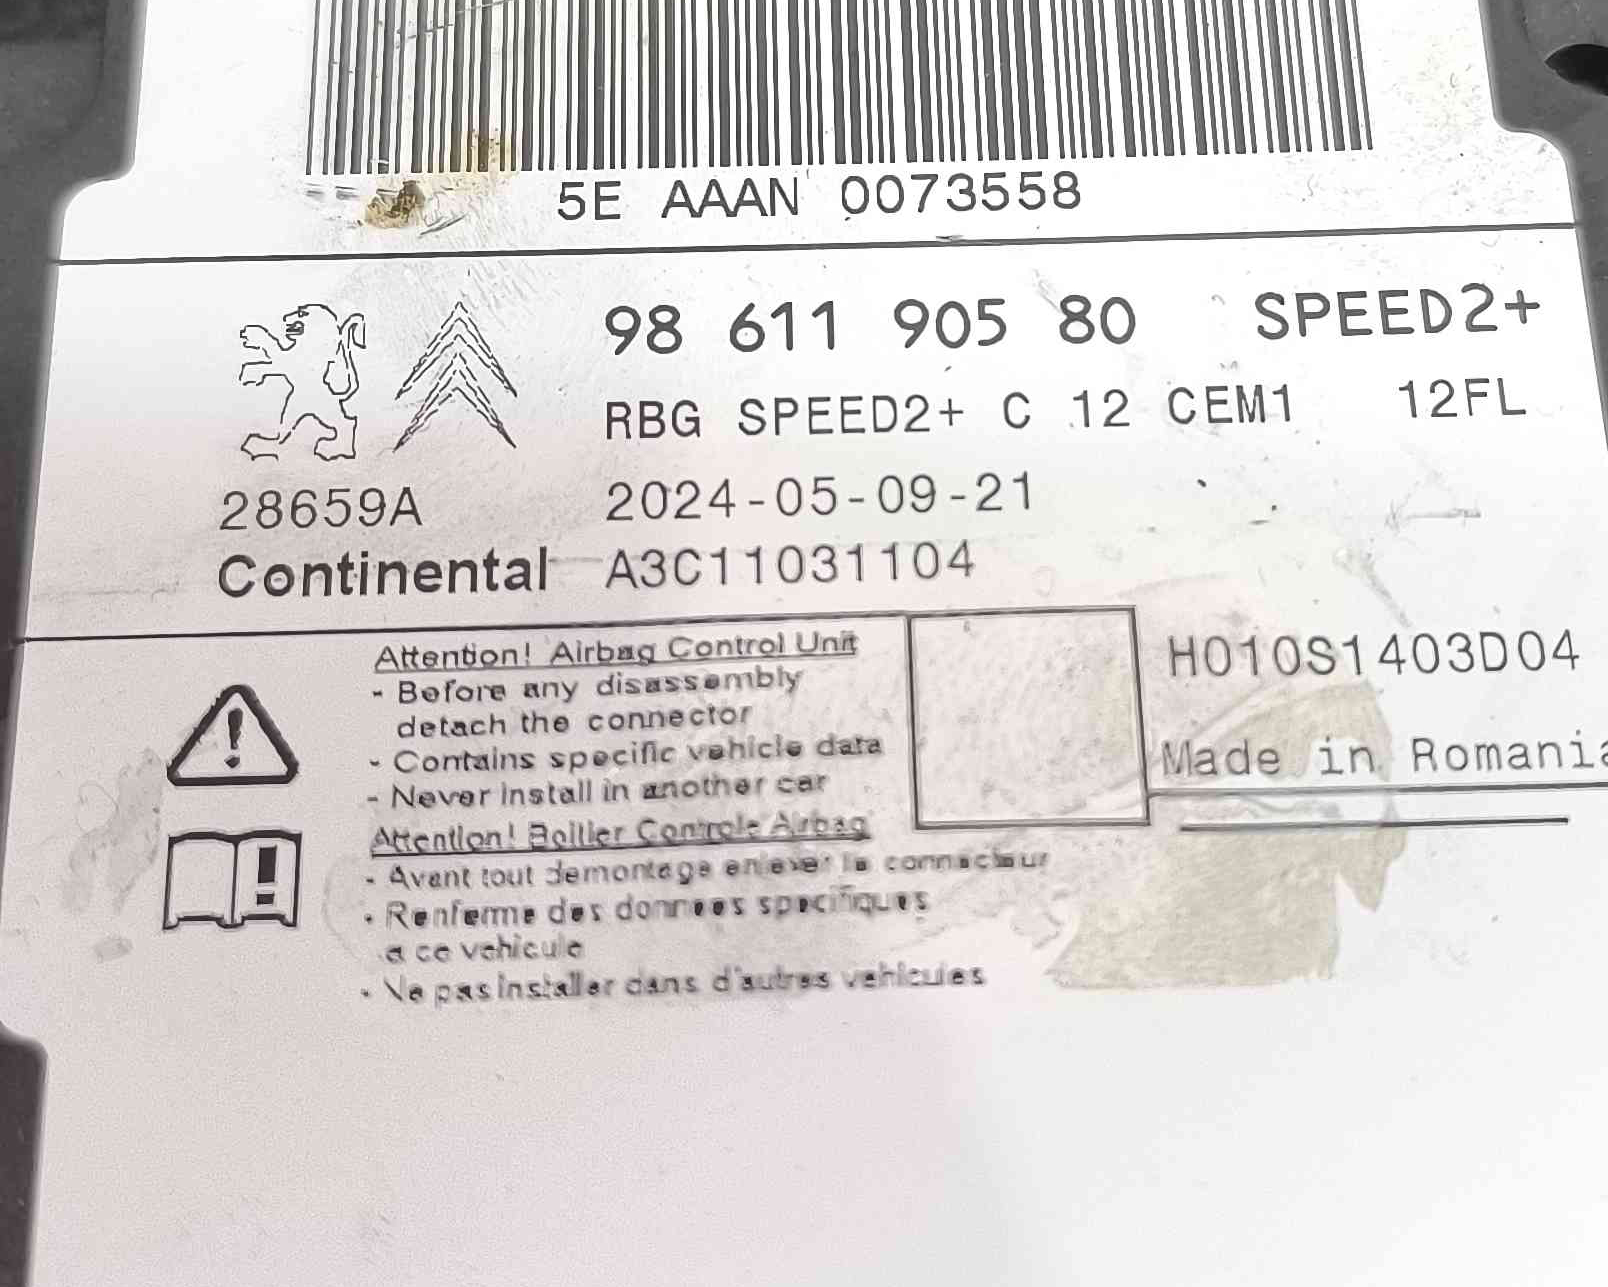 5E AAAN 0073558
98 611 905 80 SPEED2+
RBG SPEED2+ C 12 CEM1 12FL
28659A 2024-05-09-21
Continental A3C11031104
Attention! Airbag Control Unit
- Before any disassembly
detach the connector
- Contains specific vehicle data
- Never install in another car
H010S1403D04
Made in Romania
Attention! Boitier Controle Airbag
- Avant tout demontage enlever le connecteur
- Renferme des donnees specifiques
a ce vehicule
- Ne pas installer dans d'autres vehicules